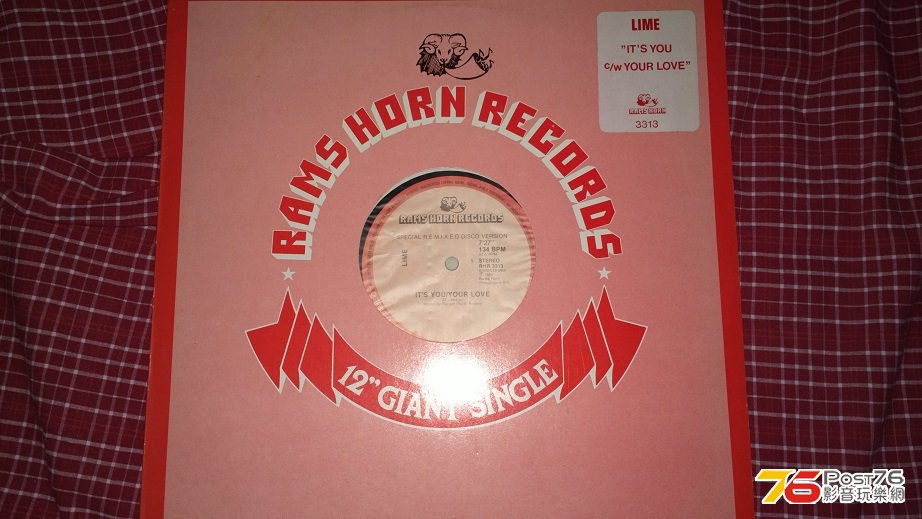 LIME
"IT'S YOU
c/w YOUR LOVE"
RAMS HORN
3313
RAMS HORN RECORDS
RAMS HORN RECORDS
SPECIAL R.E.M.I.X.E.D DISCO VERSION
7'27"
134 BPM
LIME
STEREO
RHR 3313
IT'S YOU/YOUR LOVE
12" GIANT SINGLE
76 POST76
影音玩樂網